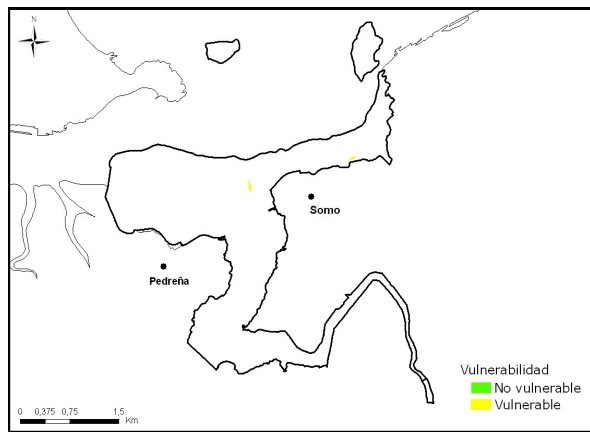 N
Somo
Pedreña
Vulnerabilidad
No vulnerable
Vulnerable
0 0,375 0,75 1,5
Km